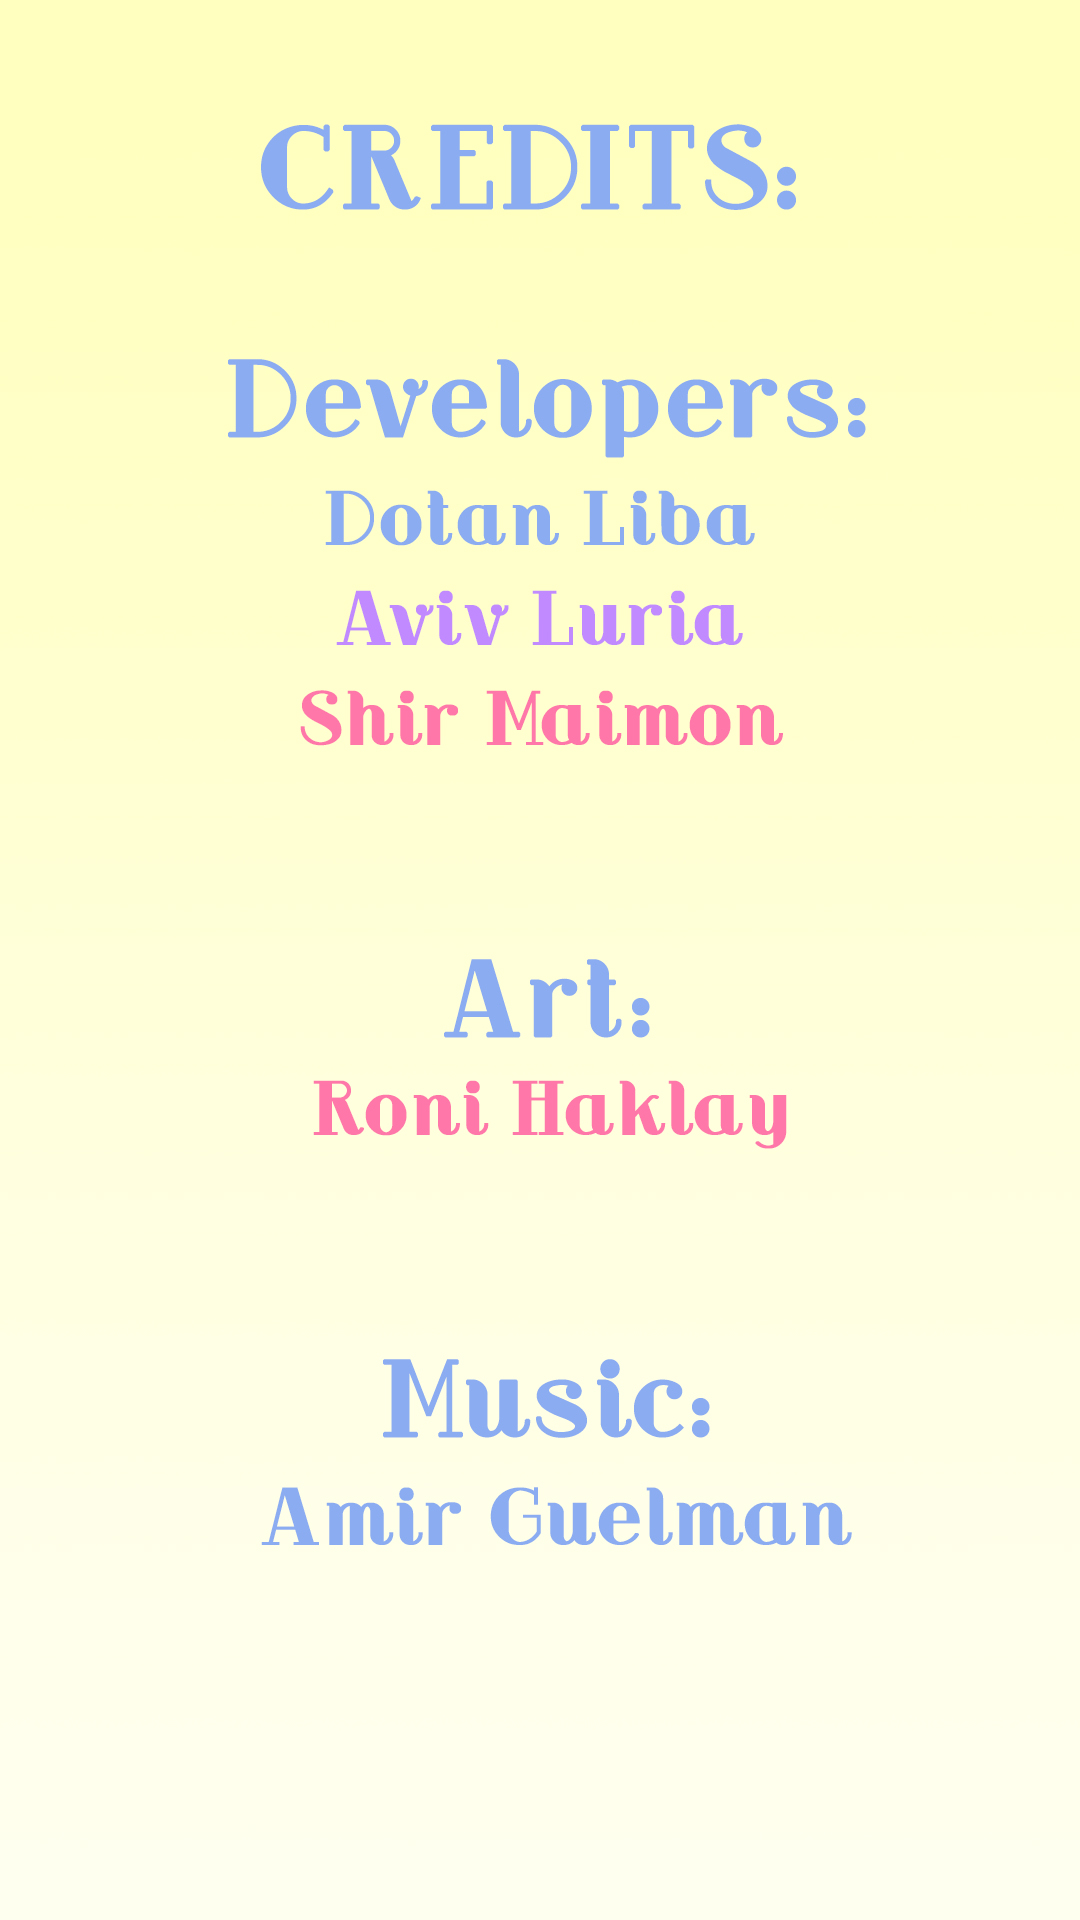 CREDITS:
Developers:
Dotan Liba
Aviv Luria
Shir Maimon
Art:
Roni Haklay
Music:
Amir Guelman